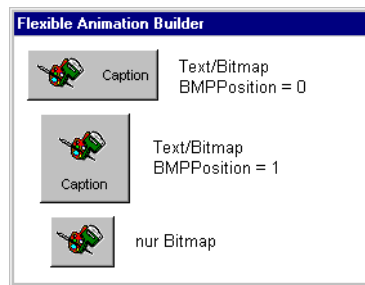 Flexible Animation Builder
Caption
Text/Bitmap
BMPPosition = 0
Caption
Text/Bitmap
BMPPosition = 1
nur Bitmap